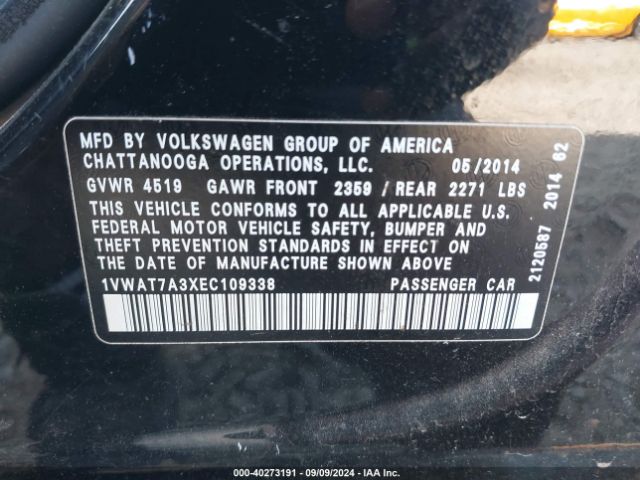 MFD BY VOLKSWAGEN GROUP OF AMERICA
CHATTANOOGA OPERATIONS, LLC. 05/2014
GVWR 4519 GAWR FRONT 2359 / REAR 2271 LBS
THIS VEHICLE CONFORMS TO ALL APPLICABLE U.S.
FEDERAL MOTOR VEHICLE SAFETY, BUMPER AND
THEFT PREVENTION STANDARDS IN EFFECT ON
THE DATE OF MANUFACTURE SHOWN ABOVE
1VWAT7A3XEC109338 PASSENGER CAR
2120587 2014 62
000-40273191 - 09/09/2024 - IAA Inc.